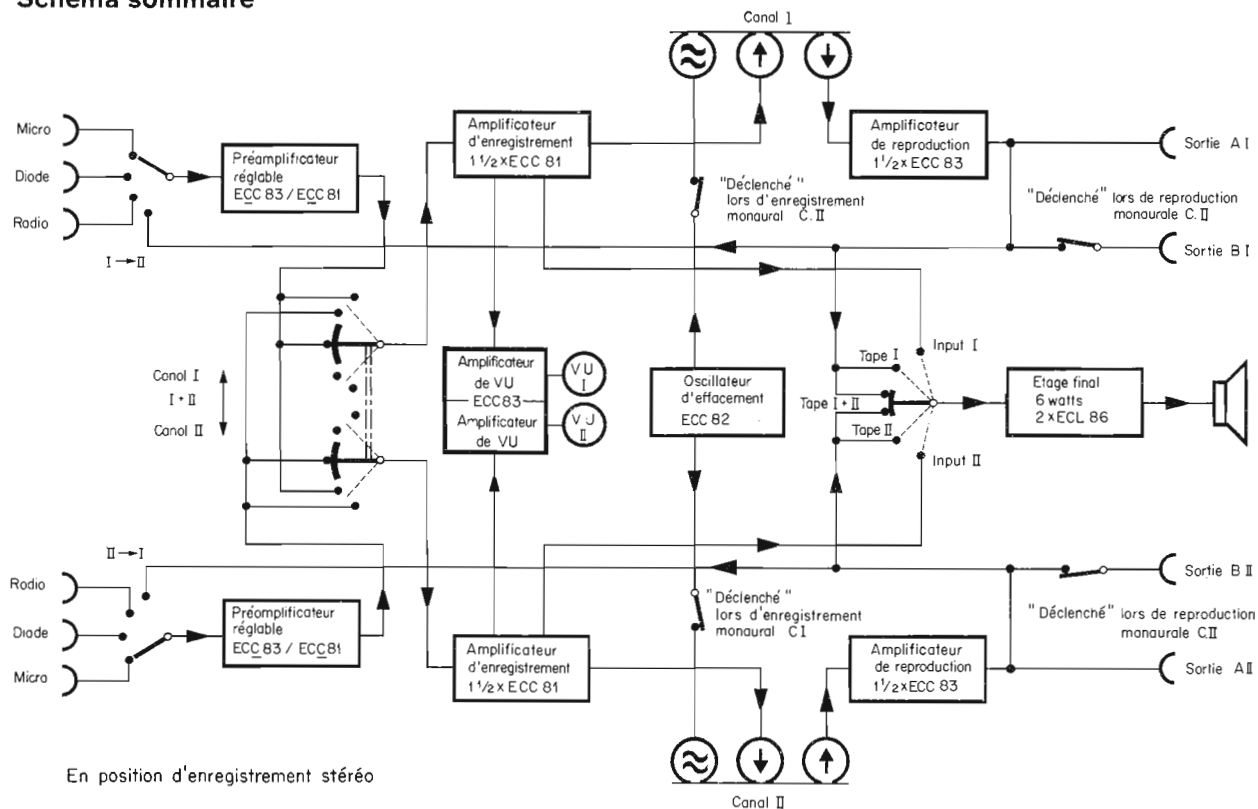 Schéma sommaire
Canal I
Micro
Diode
Radio
I → II
Préamplificateur
réglable
ECC 83 / ECC 81
Amplificateur
d'enregistrement
1 1/2 x ECC 81
"Déclenché"
lors d'enregistrement
monaural C.II
Amplificateur
de reproduction
1 1/2 x ECC 83
Sortie A I
"Déclenché" lors de reproduction
monaurale C.II
Sortie B I
Canal I
I + II
Canal II
Amplificateur
de VU
ECC83
Amplificateur
de VU
VU
I
VU
II
Oscillateur
d'effacement
ECC 82
Tape I
Tape I + II
Tape II
Input I
Input II
Etage final
6 watts
2 x ECL 86
II → I
Radio
Diode
Micro
Préamplificateur
réglable
ECC 83 / ECC 81
Amplificateur
d'enregistrement
1 1/2 x ECC 81
"Déclenché"
lors d'enregistrement
monaural C I
Amplificateur
de reproduction
1 1/2 x ECC 83
Sortie B II
"Déclenché" lors de reproduction
monaurale C.II
Sortie A II
En position d'enregistrement stéréo
Canal II